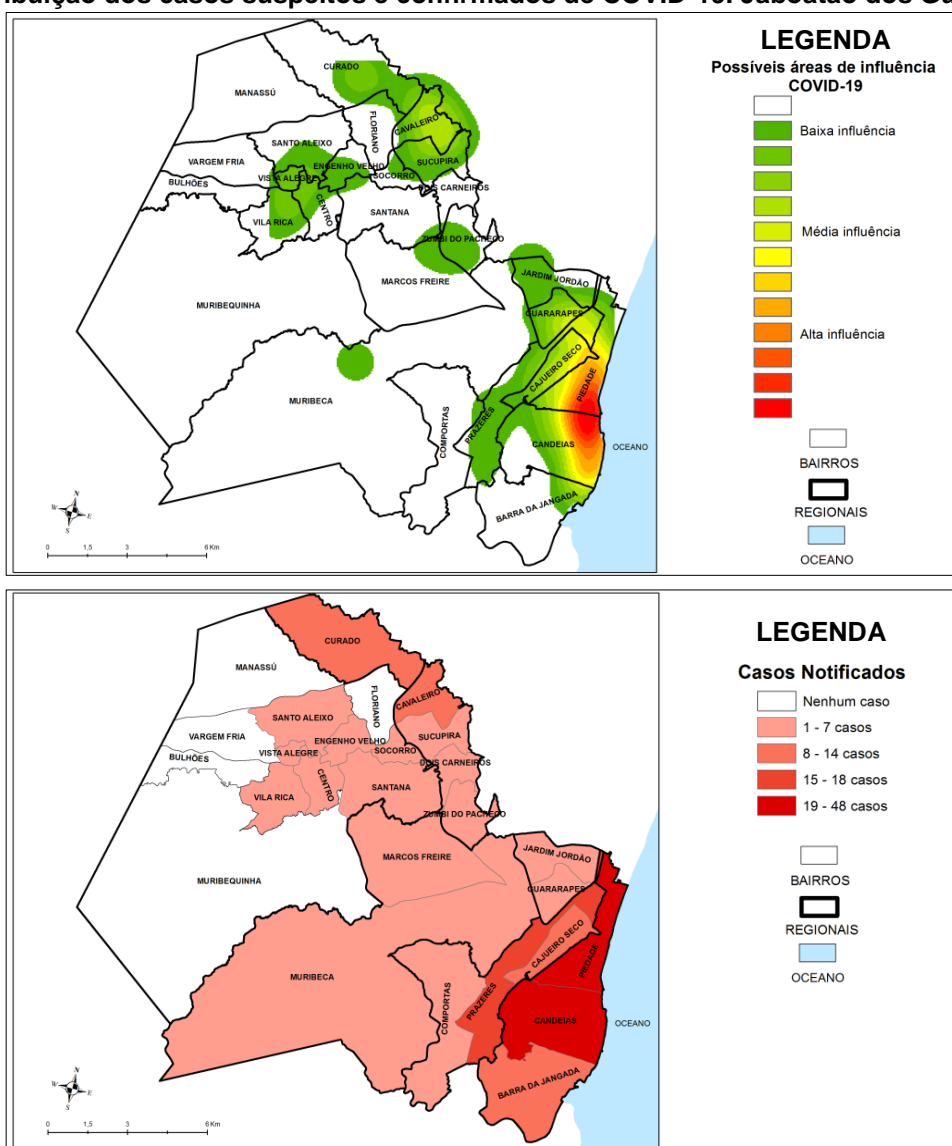 ibuição dos casos suspeitos e confirmados de COVID-19. Jaboatão dos Gu
LEGENDA
Possíveis áreas de influência
COVID-19
Baixa influência
Média influência
Alta influência
BAIRROS
REGIONAIS
OCEANO
CURADO
MANASSÚ
FLORIANO
CAVALEIRO
SANTO ALEIXO
VARGEM FRIA
ENGENHO VELHO
SUCUPIRA
BULHÕES
VISTA ALEGRE
SOCORRO
DOIS CARNEIROS
VILA RICA
CENTRO
SANTANA
ZUMBI DO PACHECO
MARCOS FREIRE
JARDIM JORDÃO
MURIBEQUINHA
GUARARAPES
CAJUEIRO SECO
PIEDADE
MURIBECA
COMPORTAS
PRAZERES
CANDEIAS
OCEANO
BARRA DA JANGADA
N
W E
S
0 1,5 3 6 Km
LEGENDA
Casos Notificados
Nenhum caso
1 - 7 casos
8 - 14 casos
15 - 18 casos
19 - 48 casos
BAIRROS
REGIONAIS
OCEANO
CURADO
MANASSÚ
FLORIANO
CAVALEIRO
SANTO ALEIXO
VARGEM FRIA
ENGENHO VELHO
SUCUPIRA
BULHÕES
VISTA ALEGRE
SOCORRO
DOIS CARNEIROS
VILA RICA
CENTRO
SANTANA
ZUMBI DO PACHECO
MARCOS FREIRE
JARDIM JORDÃO
MURIBEQUINHA
GUARARAPES
CAJUEIRO SECO
PIEDADE
MURIBECA
COMPORTAS
PRAZERES
CANDEIAS
OCEANO
BARRA DA JANGADA
N
W E
S
0 1,5 3 6 Km